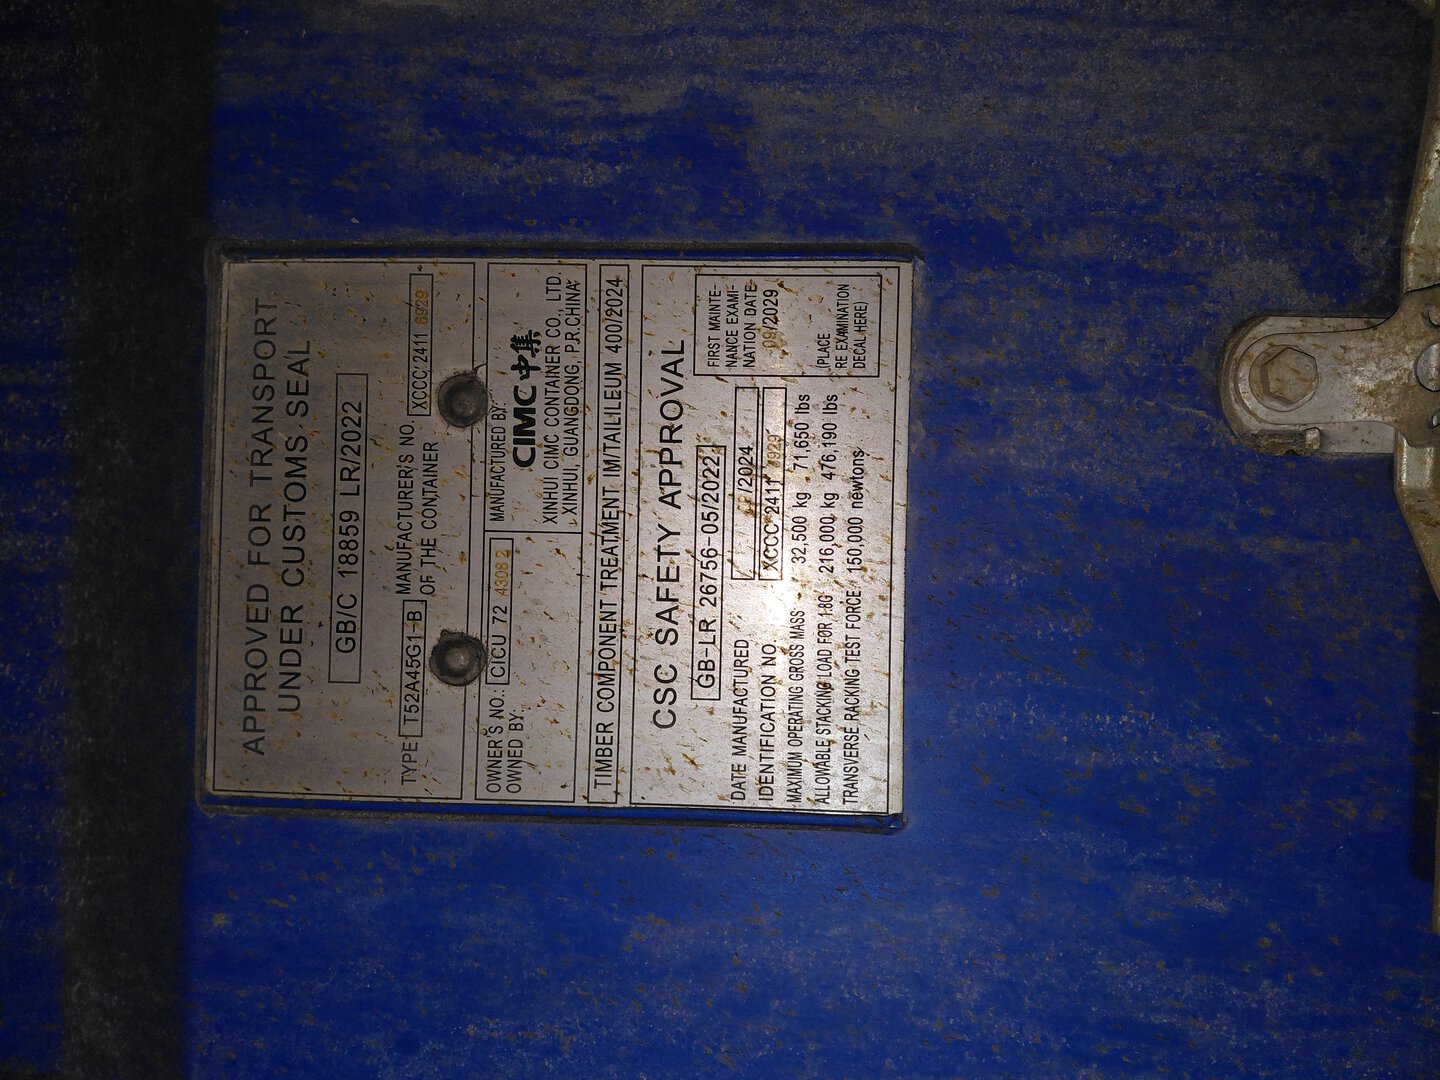 APPROVED FOR TRANSPORT
UNDER CUSTOMS SEAL
GB/C 18859 LR/2022
TYPE T52A45G1-B MANUFACTURER'S NO. OF THE CONTAINER XCCC 2411 6929
OWNER'S NO.: CICU 72 43082
OWNED BY:
MANUFACTURED BY:
CIMC 中集
XINHUI CIMC CONTAINER CO., LTD.
XINHUI, GUANGDONG, P.R.CHINA
TIMBER COMPONENT TREATMENT IM/TAILILEUM 400/2024
CSC SAFETY APPROVAL
GB-LR 26756-05/2022
DATE MANUFACTURED /2024
IDENTIFICATION NO. XCCC 2411
MAXIMUM OPERATING GROSS MASS: 32,500 kg 71,650 lbs
ALLOWABLE STACKING LOAD FOR 1.8G 216,000 kg 476,190 lbs
TRANSVERSE RACKING TEST FORCE: 150,000 newtons
FIRST MAINTE-
NANCE EXAMI-
NATION DATE
/2029
(PLACE
RE EXAMINATION
DECAL HERE)